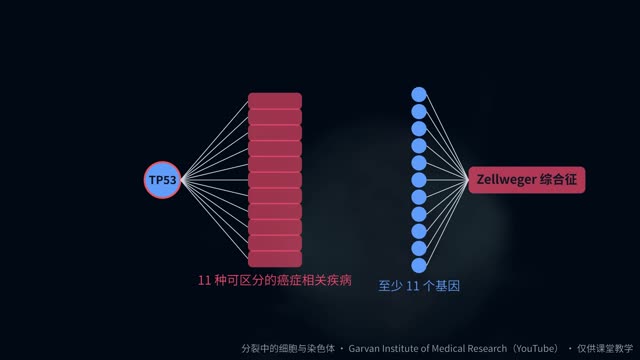 TP53
Zellweger 综合征
11 种可区分的癌症相关疾病
至少 11 个基因
分裂中的细胞与染色体 • Garvan Institute of Medical Research（YouTube） • 仅供课堂教学